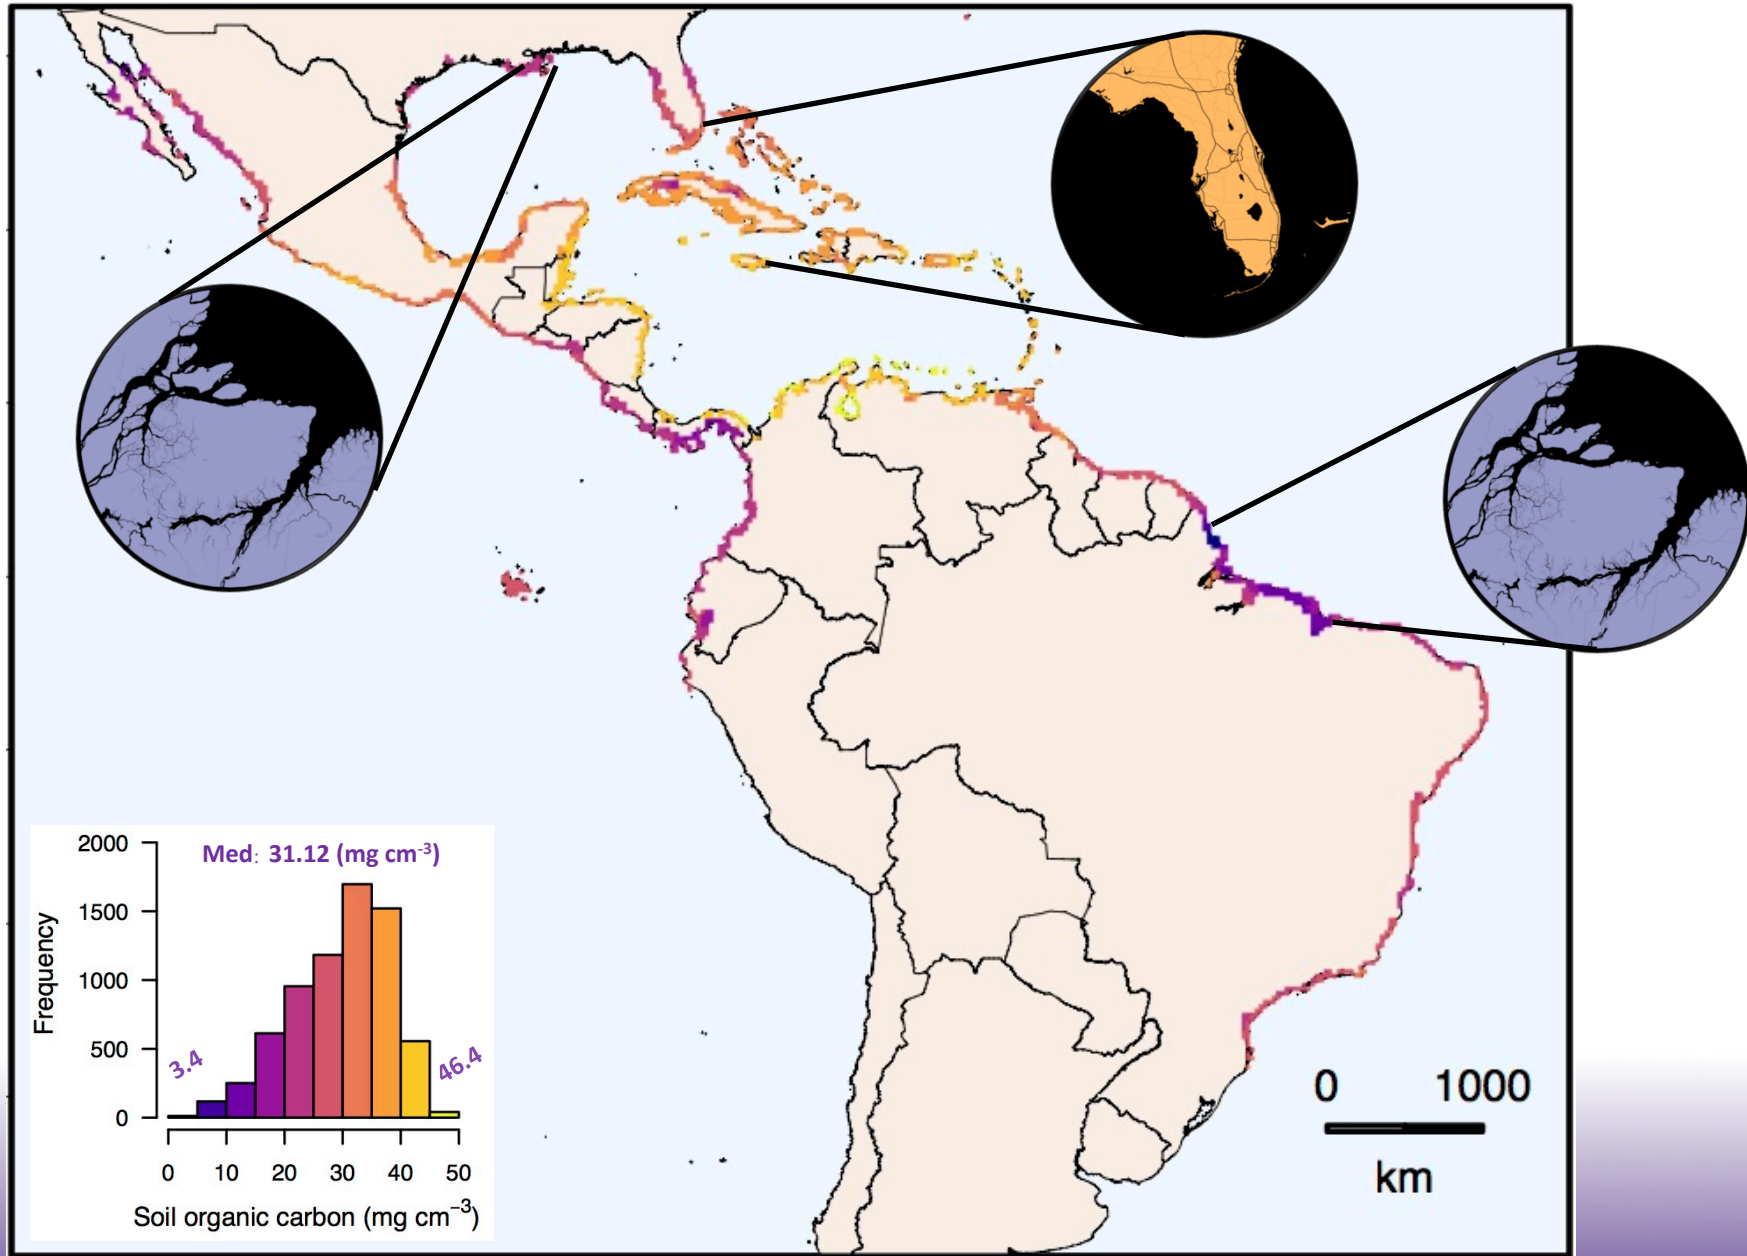 2000
Med: 31.12 (mg cm⁻³)
1500
1000
500
0
Frequency
3.4
46.4
0 10 20 30 40 50
Soil organic carbon (mg cm⁻³)
0 1000
km